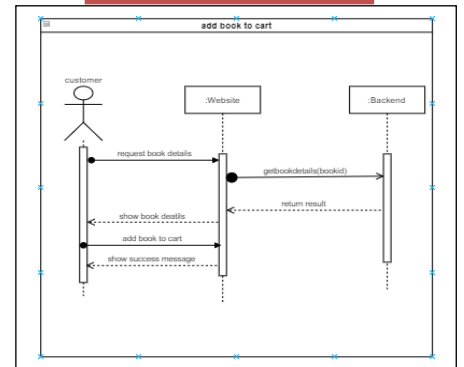 add book to cart
customer
:Website
:Backend
request book details
getbookdetails(bookid)
return result
show book deatils
add book to cart
show success message